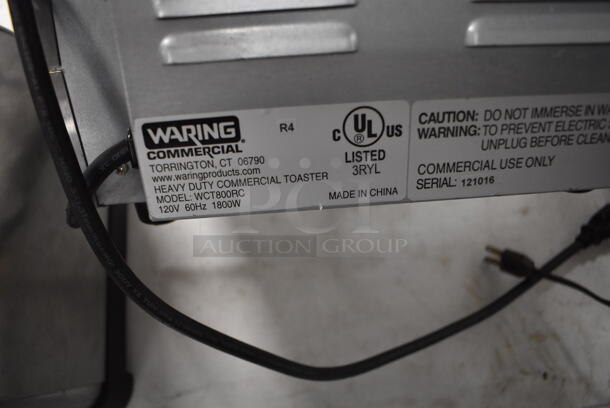 WARING
COMMERCIAL
R4
TORRINGTON, CT 06790
www.waringproducts.com
HEAVY DUTY COMMERCIAL TOASTER
MODEL: WCT800RC
120V 60Hz 1800W
MADE IN CHINA
C UL US
®
LISTED
3RYL
CAUTION: DO NOT IMMERSE IN WA
WARNING: TO PREVENT ELECTRIC
UNPLUG BEFORE CLEAN
COMMERCIAL USE ONLY
SERIAL: 121016
PCI
AUCTION GROUP